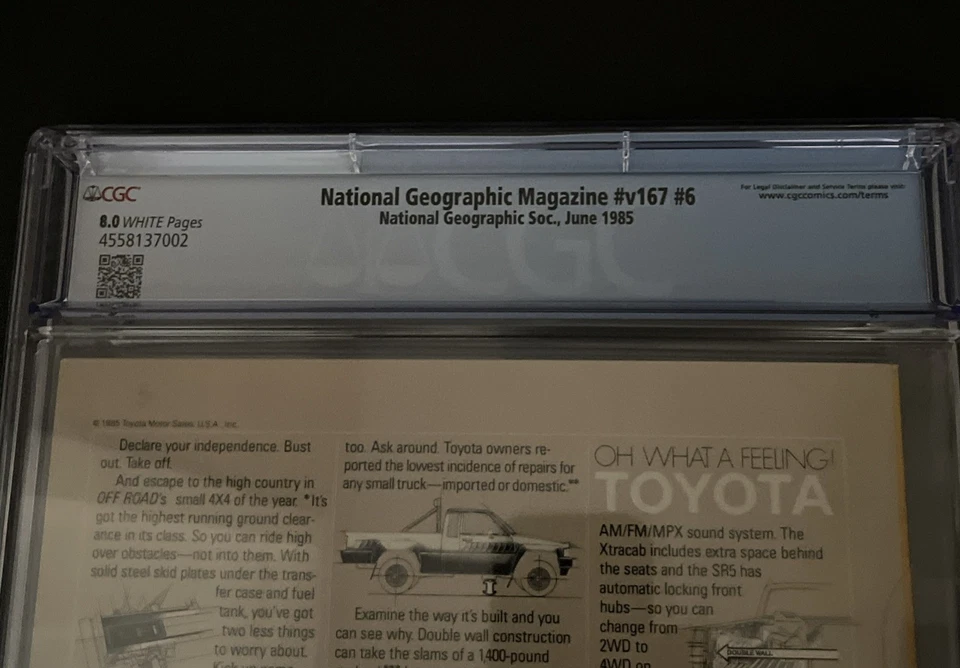 CGC
8.0 WHITE Pages
4558137002
National Geographic Magazine #v167 #6
National Geographic Soc., June 1985
For Legal Disclaimer and Service Terms please visit:
www.cgccomics.com/terms
CGC
© 1985 Toyota Motor Sales, U.S.A., Inc.
Declare your independence. Bust
out. Take off.
And escape to the high country in
OFF ROAD's small 4X4 of the year.* It's
got the highest running ground clear-
ance in its class. So you can ride high
over obstacles—not into them. With
solid steel skid plates under the trans-
fer case and fuel
tank, you've got
two less things
to worry about.
too. Ask around. Toyota owners re-
ported the lowest incidence of repairs for
any small truck—imported or domestic.**
Examine the way it's built and you
can see why. Double wall construction
can take the slams of a 1,400-pound
OH WHAT A FEELING!
TOYOTA
AM/FM/MPX sound system. The
Xtracab includes extra space behind
the seats and the SR5 has
automatic locking front
hubs—so you can
change from
2WD to
4WD on
DOUBLE WALL